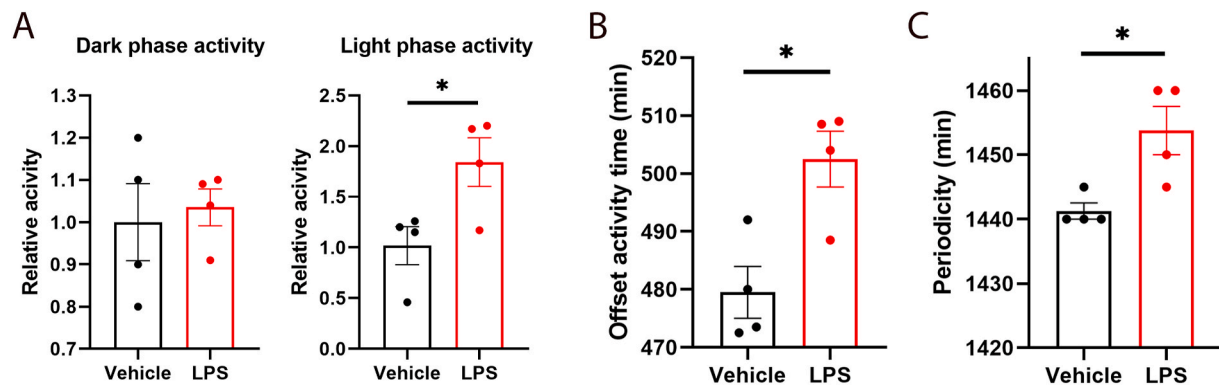 A
Dark phase activity
Relative acivity
1.3
1.2
1.1
1.0
0.9
0.8
0.7
Vehicle LPS
Light phase activity
Relative activity
2.5
2.0
1.5
1.0
0.5
0.0
*
Vehicle LPS
B
Offset activity time (min)
520
510
500
490
480
470
*
Vehicle LPS
C
Periodicity (min)
1460
1450
1440
1430
1420
*
Vehicle LPS